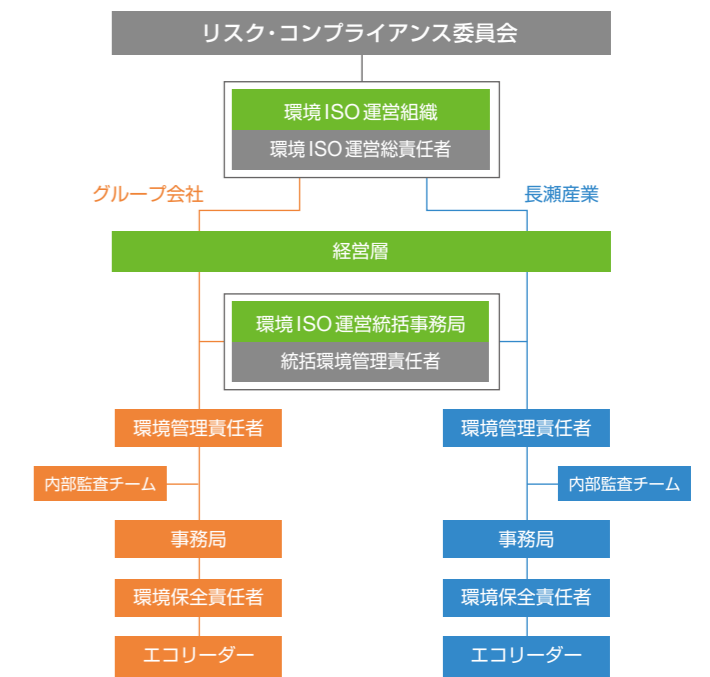 リスク・コンプライアンス委員会
環境ISO運営組織
環境ISO運営総責任者
グループ会社
長瀬産業
経営層
環境ISO運営統括事務局
統括環境管理責任者
環境管理責任者
環境管理責任者
内部監査チーム
内部監査チーム
事務局
事務局
環境保全責任者
環境保全責任者
エコリーダー
エコリーダー